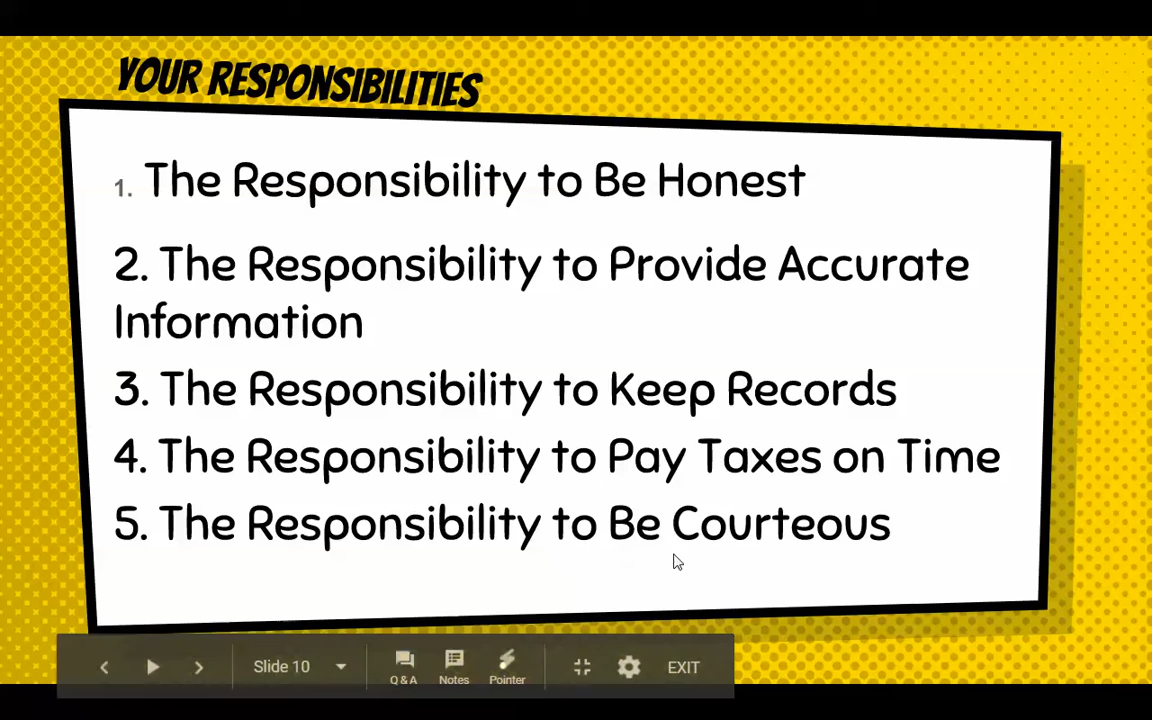 YOUR RESPONSIBILITIES
1. The Responsibility to Be Honest
2. The Responsibility to Provide Accurate
Information
3. The Responsibility to Keep Records
4. The Responsibility to Pay Taxes on Time
5. The Responsibility to Be Courteous
Slide 10
Q & A
Notes
Pointer
EXIT